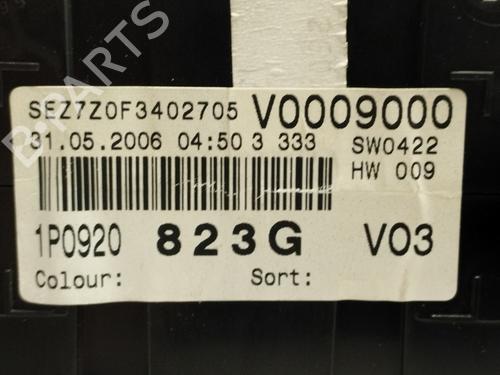 SEZ7Z0F3402705 V0009000
31.05.2006 04:50 3 333 SW0422
HW 009
1P0920 823G V03
Colour: Sort:
B-PARTS